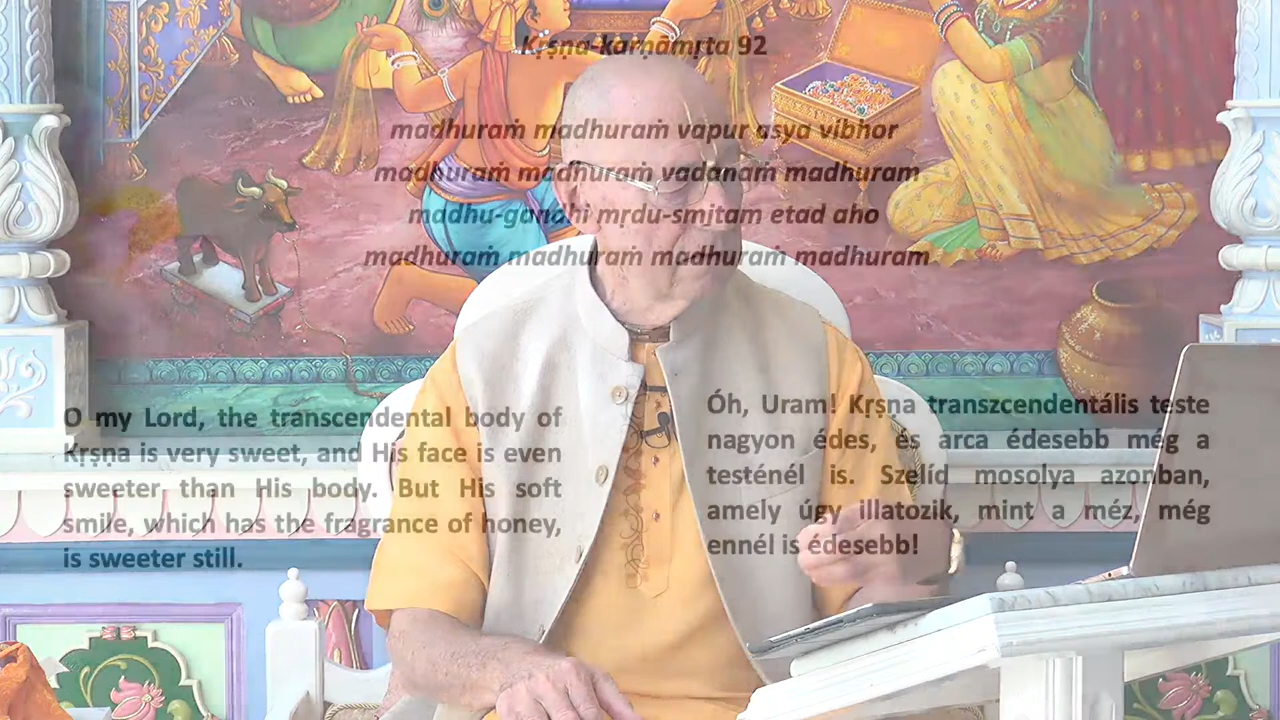 Kṛṣṇa-karṇāmṛta 92
madhuraṁ madhuraṁ vapur asya vibhor
madhuraṁ madhuraṁ vadanaṁ madhuram
madhu-gandhi mṛdu-smitam etad aho
madhuraṁ madhuraṁ madhuraṁ madhuram
O my Lord, the transcendental body of
Kṛṣṇa is very sweet, and His face is even
sweeter than His body. But His soft
smile, which has the fragrance of honey,
is sweeter still.
Óh, Uram! Kṛṣṇa transzcendentális teste
nagyon édes, és arca édesebb még a
testénél is. Szelíd mosolya azonban,
amely úgy illatozik, mint a méz, még
ennél is édesebb!